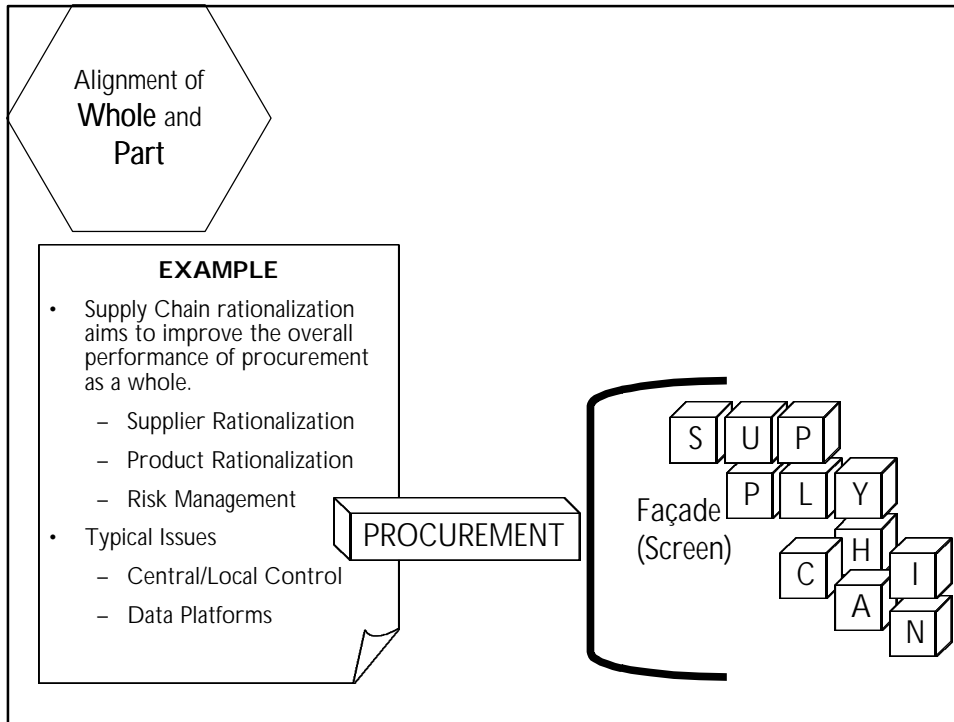 Alignment of
Whole and
Part
EXAMPLE
• Supply Chain rationalization
aims to improve the overall
performance of procurement
as a whole.
– Supplier Rationalization
– Product Rationalization
– Risk Management
• Typical Issues
– Central/Local Control
– Data Platforms
PROCUREMENT
Façade
(Screen)
S U P
P L Y
C H A I N